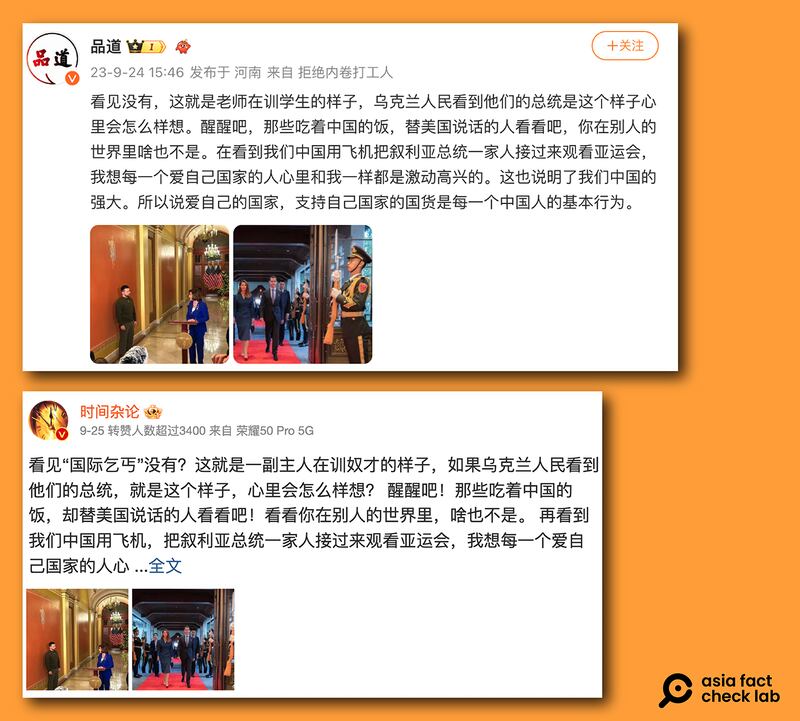 品道
+关注
23-9-24 15:46 发布于 河南 来自 拒绝内卷打工人
看见没有，这就是老师在训学生的样子，乌克兰人民看到他们的总统是这个样子心
里会怎么样想。醒醒吧，那些吃着中国的饭，替美国说话的人看看吧，你在别人的
世界里啥也不是。在看到我们中国用飞机把叙利亚总统一家人接过来观看亚运会，
我想每一个爱自己国家的人心里和我一样都是激动高兴的。这也说明了我们中国的
强大。所以说爱自己的国家，支持自己国家的国货是每一个中国人的基本行为。
时间杂论
9-25 转赞人数超过3400 来自 荣耀50 Pro 5G
看见“国际乞丐”没有？这就是一副主人在训奴才的样子，如果乌克兰人民看到
他们的总统，就是这个样子，心里会怎么样想？ 醒醒吧！那些吃着中国的
饭，却替美国说话的人看看吧！看看你在别人的世界里，啥也不是。 再看到
我们中国用飞机，把叙利亚总统一家人接过来观看亚运会，我想每一个爱自
己国家的人心 ...全文
asia fact
check lab